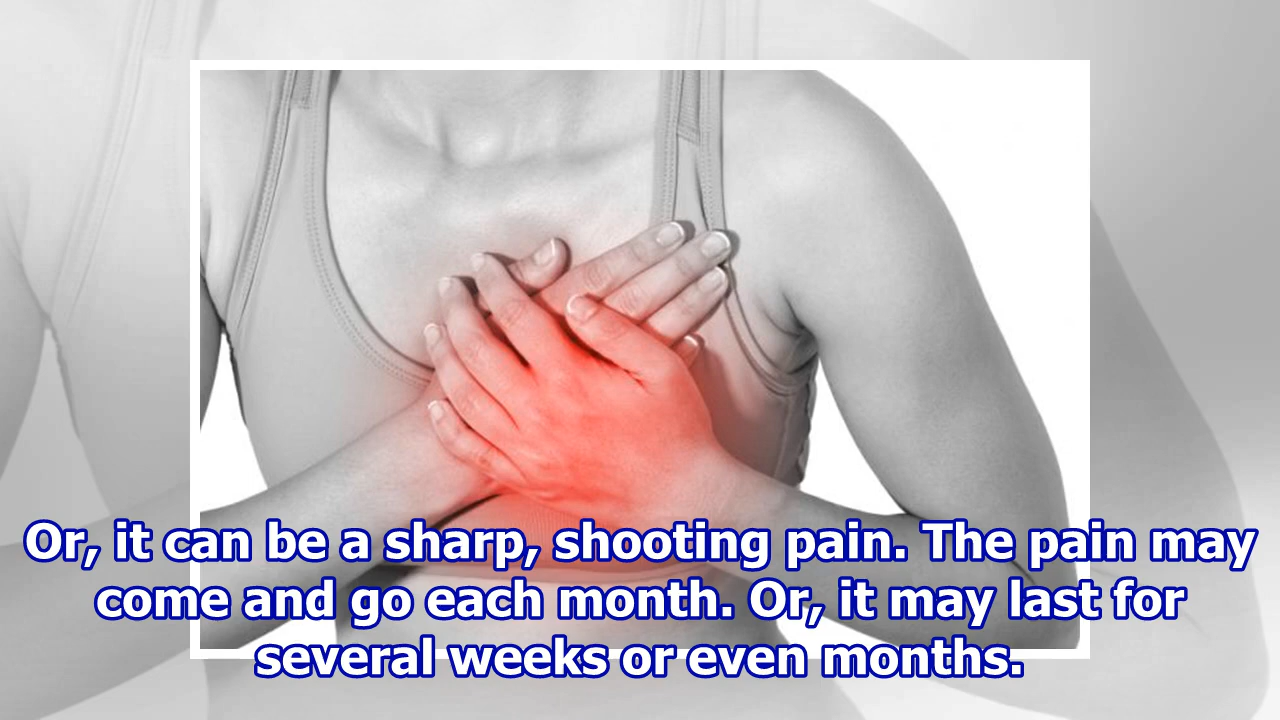 Or, it can be a sharp, shooting pain. The pain may
come and go each month. Or, it may last for
several weeks or even months.